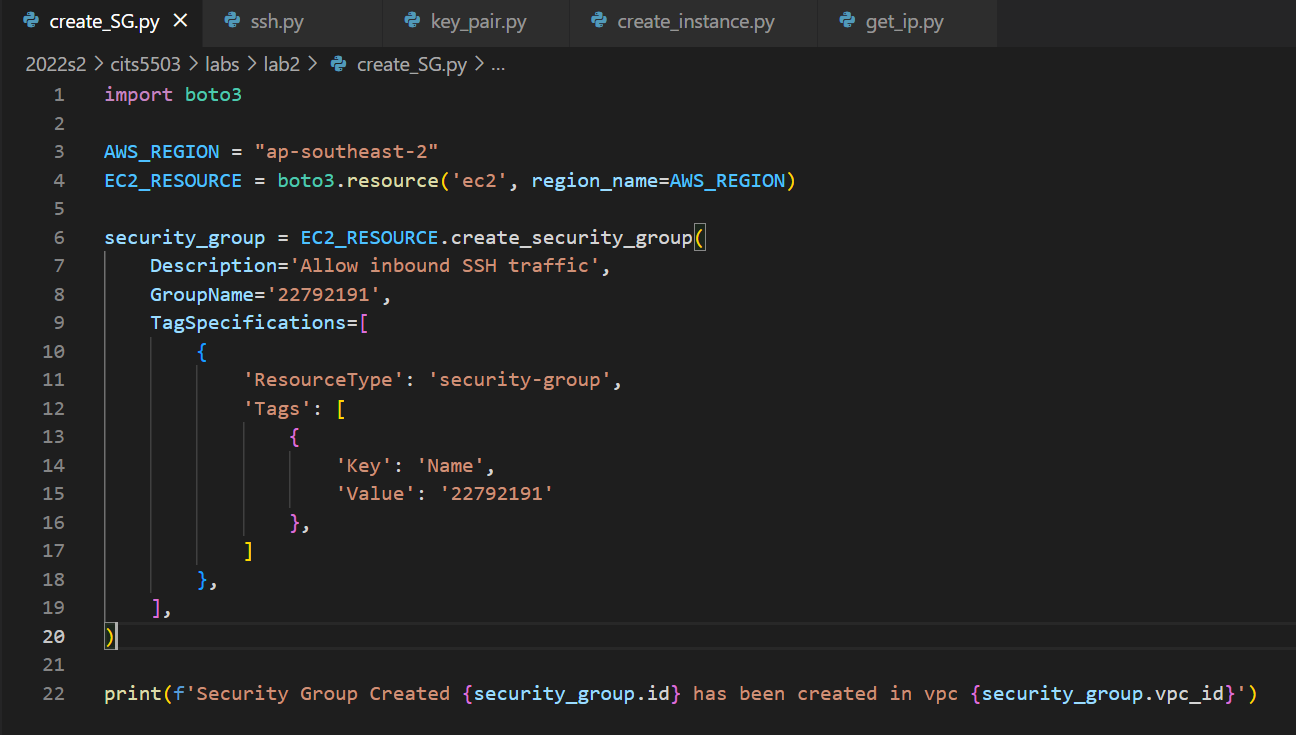 create_SG.py ssh.py key_pair.py create_instance.py get_ip.py
2022s2 > cits5503 > labs > lab2 > create_SG.py > ...
1 import boto3
2
3 AWS_REGION = "ap-southeast-2"
4 EC2_RESOURCE = boto3.resource('ec2', region_name=AWS_REGION)
5
6 security_group = EC2_RESOURCE.create_security_group(
7     Description='Allow inbound SSH traffic',
8     GroupName='22792191',
9     TagSpecifications=[
10         {
11             'ResourceType': 'security-group',
12             'Tags': [
13                 {
14                     'Key': 'Name',
15                     'Value': '22792191'
16                 },
17             ]
18         },
19     ],
20 )
21
22 print(f'Security Group Created {security_group.id} has been created in vpc {security_group.vpc_id}')